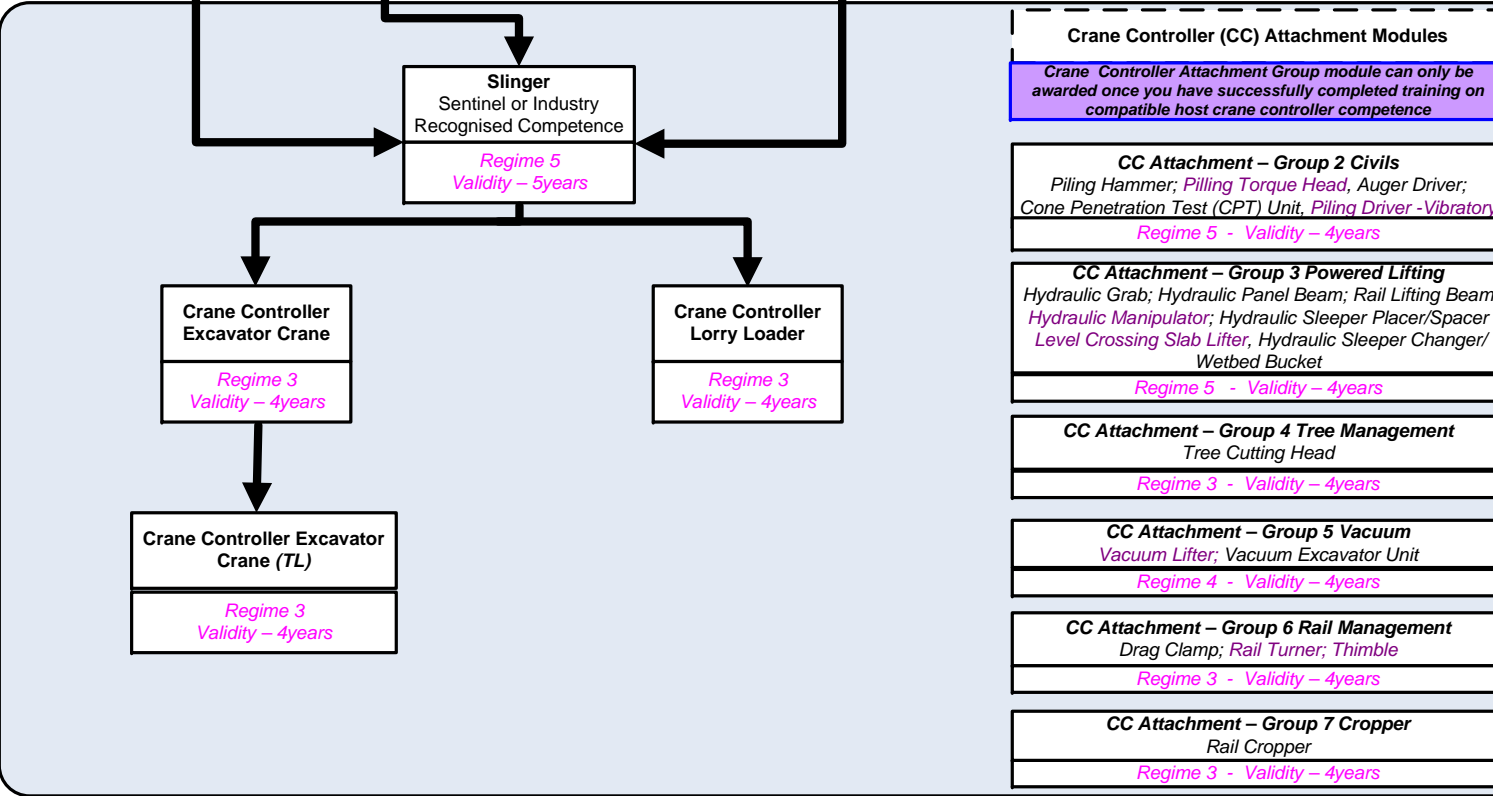 Slinger
Sentinel or Industry
Recognised Competence
Regime 5
Validity – 5years
Crane Controller
Excavator Crane
Regime 3
Validity – 4years
Crane Controller
Lorry Loader
Regime 3
Validity – 4years
Crane Controller Excavator
Crane (TL)
Regime 3
Validity – 4years
Crane Controller (CC) Attachment Modules
Crane Controller Attachment Group module can only be
awarded once you have successfully completed training on
compatible host crane controller competence
CC Attachment – Group 2 Civils
Piling Hammer; Pilling Torque Head, Auger Driver;
Cone Penetration Test (CPT) Unit, Piling Driver -Vibratory
Regime 5 - Validity – 4years
CC Attachment – Group 3 Powered Lifting
Hydraulic Grab; Hydraulic Panel Beam; Rail Lifting Beam
Hydraulic Manipulator; Hydraulic Sleeper Placer/Spacer
Level Crossing Slab Lifter, Hydraulic Sleeper Changer/
Wetbed Bucket
Regime 5 - Validity – 4years
CC Attachment – Group 4 Tree Management
Tree Cutting Head
Regime 3 - Validity – 4years
CC Attachment – Group 5 Vacuum
Vacuum Lifter; Vacuum Excavator Unit
Regime 4 - Validity – 4years
CC Attachment – Group 6 Rail Management
Drag Clamp; Rail Turner; Thimble
Regime 3 - Validity – 4years
CC Attachment – Group 7 Cropper
Rail Cropper
Regime 3 - Validity – 4years